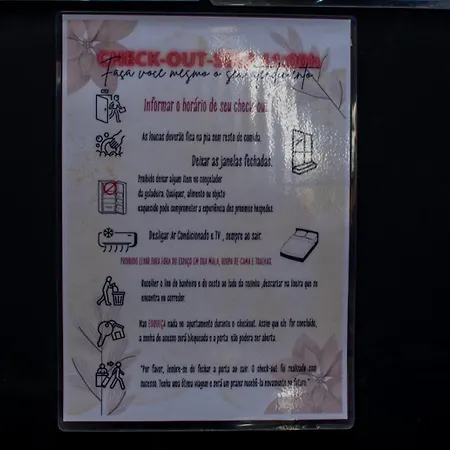 CHECK-OUT-
Faça você mesmo o seu
Informar o horário de seu check-out
As loucas deverão fica na pia sem resto de comida.
Deixar as janelas fechadas.
Proibido deixar algum item no congelador
da geladeira. Qualquer, alimento ou objeto
esquecido pode comprometer a experiência dos proximos hospedes.
Desligar Ar Condicionado e TV , sempre ao sair.
PROIBIDO LEVAR PARA FORA DO ESPAÇO EM SUA MALA, ROUPA DE CAMA E TOALHAS.
Recolher o lixo do banheiro e do cesto ao lado da cozinha ,descartar na lixeira que se
encontra no corredor.
Nao ESQUEÇA nada no apartamento durante o checkout. Assim que ele for concluído,
a senha de acesso será bloqueada e a porta não poderá ser aberta.
"Por favor, lembre-se de fechar a porta ao sair. O check-out foi realizado com
sucesso. Tenha uma ótima viagem e será um prazer recebê-lo novamente no futuro."